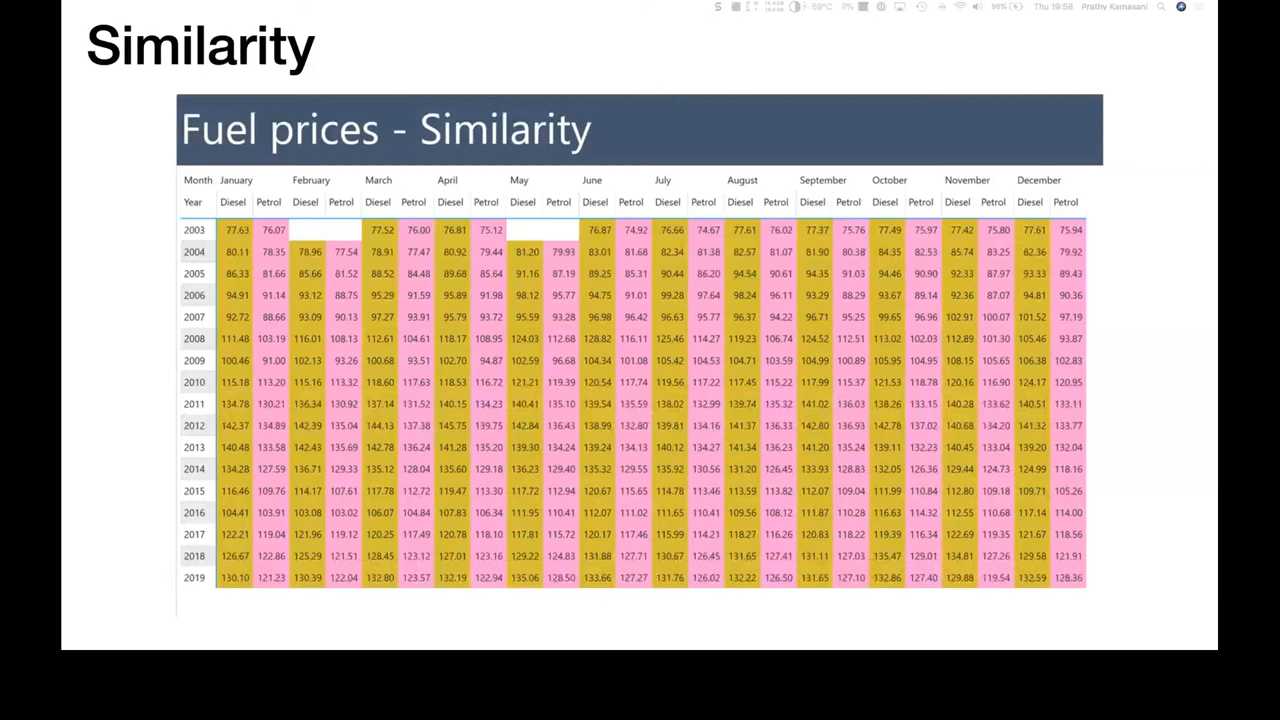 59°C 9% 98% Thu 19:58 Prathy Kamasani
Similarity
Fuel prices - Similarity
Month January February March April May June July August September October November December
Year Diesel Petrol Diesel Petrol Diesel Petrol Diesel Petrol Diesel Petrol Diesel Petrol Diesel Petrol Diesel Petrol Diesel Petrol Diesel Petrol Diesel Petrol Diesel Petrol
2003 77.63 76.07 77.52 76.00 76.81 75.12 76.87 74.92 76.66 74.67 77.61 76.02 77.37 75.76 77.49 75.97 77.42 75.80 77.61 75.94
2004 80.11 78.35 78.96 77.54 78.91 77.47 80.92 79.44 81.20 79.93 83.01 81.68 82.34 81.38 82.57 81.07 81.90 80.38 84.35 82.53 85.74 83.25 82.36 79.92
2005 86.33 81.66 85.66 81.52 88.52 84.48 89.68 85.64 91.16 87.19 89.25 85.31 90.44 86.20 94.54 90.61 94.35 91.03 94.46 90.90 92.33 87.97 93.33 89.43
2006 94.91 91.14 93.12 88.75 95.29 91.59 95.89 91.98 98.12 95.77 94.75 91.01 99.28 97.64 98.24 96.11 93.29 88.29 93.67 89.14 92.36 87.07 94.81 90.36
2007 92.72 88.66 93.09 90.13 97.27 93.91 95.79 93.72 95.59 93.28 96.98 96.42 96.63 95.77 96.37 94.22 96.71 95.25 99.65 96.96 102.91 100.07 101.52 97.19
2008 111.48 103.19 116.01 108.13 112.61 104.61 118.17 108.95 124.03 112.68 128.82 116.11 125.46 114.27 119.23 106.74 124.52 112.51 113.02 102.03 112.89 101.30 105.46 93.87
2009 100.46 91.00 102.13 93.26 100.68 93.51 102.70 94.87 102.59 96.68 104.34 101.08 105.42 104.53 104.71 103.59 104.99 100.89 105.95 104.95 108.15 105.65 106.38 102.83
2010 115.18 113.20 115.16 113.32 118.60 117.63 118.53 116.72 121.21 119.39 120.54 117.74 119.56 117.22 117.45 115.22 117.99 115.37 121.53 118.78 120.16 116.90 124.17 120.95
2011 134.78 130.21 136.34 130.92 137.14 131.52 140.15 134.23 140.41 135.10 139.54 135.59 138.02 132.99 139.74 135.32 141.02 136.03 138.26 133.15 140.28 133.62 140.51 133.11
2012 142.37 134.89 142.39 135.04 144.13 137.38 145.75 139.75 142.84 136.43 138.99 132.80 139.81 134.16 141.37 136.33 142.80 136.93 142.78 137.02 140.68 134.20 141.32 133.77
2013 140.48 133.58 142.43 135.69 142.78 136.24 141.28 135.20 139.30 134.24 139.24 134.13 140.12 134.27 141.34 136.23 141.20 135.24 139.11 132.23 140.45 133.04 139.20 132.04
2014 134.28 127.59 136.71 129.33 135.12 128.04 135.60 129.18 136.23 129.40 135.32 129.55 135.92 130.56 131.20 126.45 133.93 128.83 132.05 126.36 129.44 124.73 124.99 118.16
2015 116.46 109.76 114.17 107.61 117.78 112.72 119.47 113.30 117.72 112.94 120.67 115.65 114.78 113.46 113.59 113.82 112.07 109.04 111.99 110.84 112.80 109.18 109.71 105.26
2016 104.41 103.91 103.08 103.02 106.07 104.84 107.83 106.34 111.95 110.41 112.07 111.02 111.65 110.41 109.56 108.12 111.87 110.28 116.63 114.32 112.55 110.68 117.14 114.00
2017 122.21 119.04 121.96 119.12 120.25 117.49 120.78 118.10 117.81 115.72 120.17 117.46 115.99 114.21 118.27 116.26 120.83 118.22 119.39 116.34 122.09 119.35 121.67 118.56
2018 126.67 122.86 125.29 121.51 128.45 123.12 127.01 123.16 129.22 124.83 131.88 127.71 130.67 126.45 131.65 127.41 131.11 127.03 135.47 129.01 134.81 127.26 129.58 121.91
2019 130.10 121.23 130.39 122.04 132.80 123.57 132.19 122.94 135.06 128.50 133.66 127.27 131.76 126.02 132.22 126.50 131.65 127.10 132.86 127.40 129.88 119.54 132.59 128.36